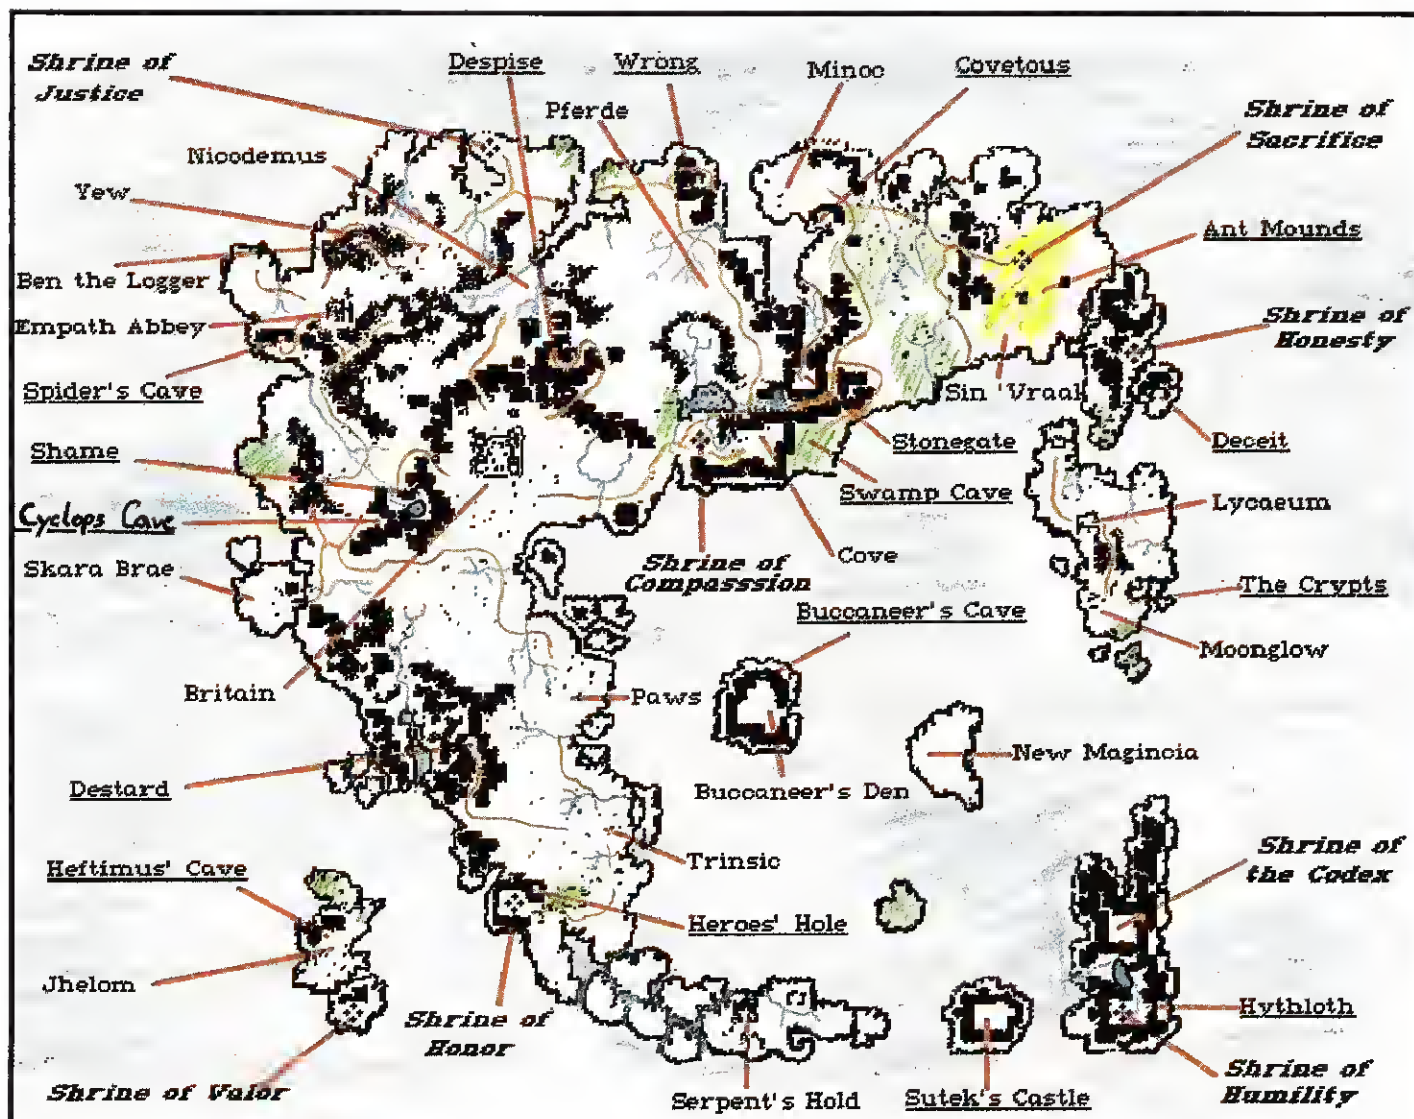 Shrine of
Justice
Despise
Wrong
Minoc
Covetous
Pferde
Shrine of
Sacrifice
Nicodemus
Yew
Ant Mounds
Ben the Logger
Empath Abbey
Shrine of
Honesty
Spider's Cave
Sin 'Vraal
Shame
Stonegate
Deceit
Swamp Cave
Lycaeum
Cyclops Cave
Skara Brae
Shrine of
Compasssion
Cove
The Crypts
Buccaneer's Cave
Moonglow
Britain
Paws
New Magincia
Destard
Buccaneer's Den
Trinsic
Heftimus' Cave
Shrine of
the Codex
Heroes' Hole
Jhelom
Shrine of
Honor
Hythloth
Shrine of Valor
Serpent's Hold
Sutek's Castle
Shrine of
Humility